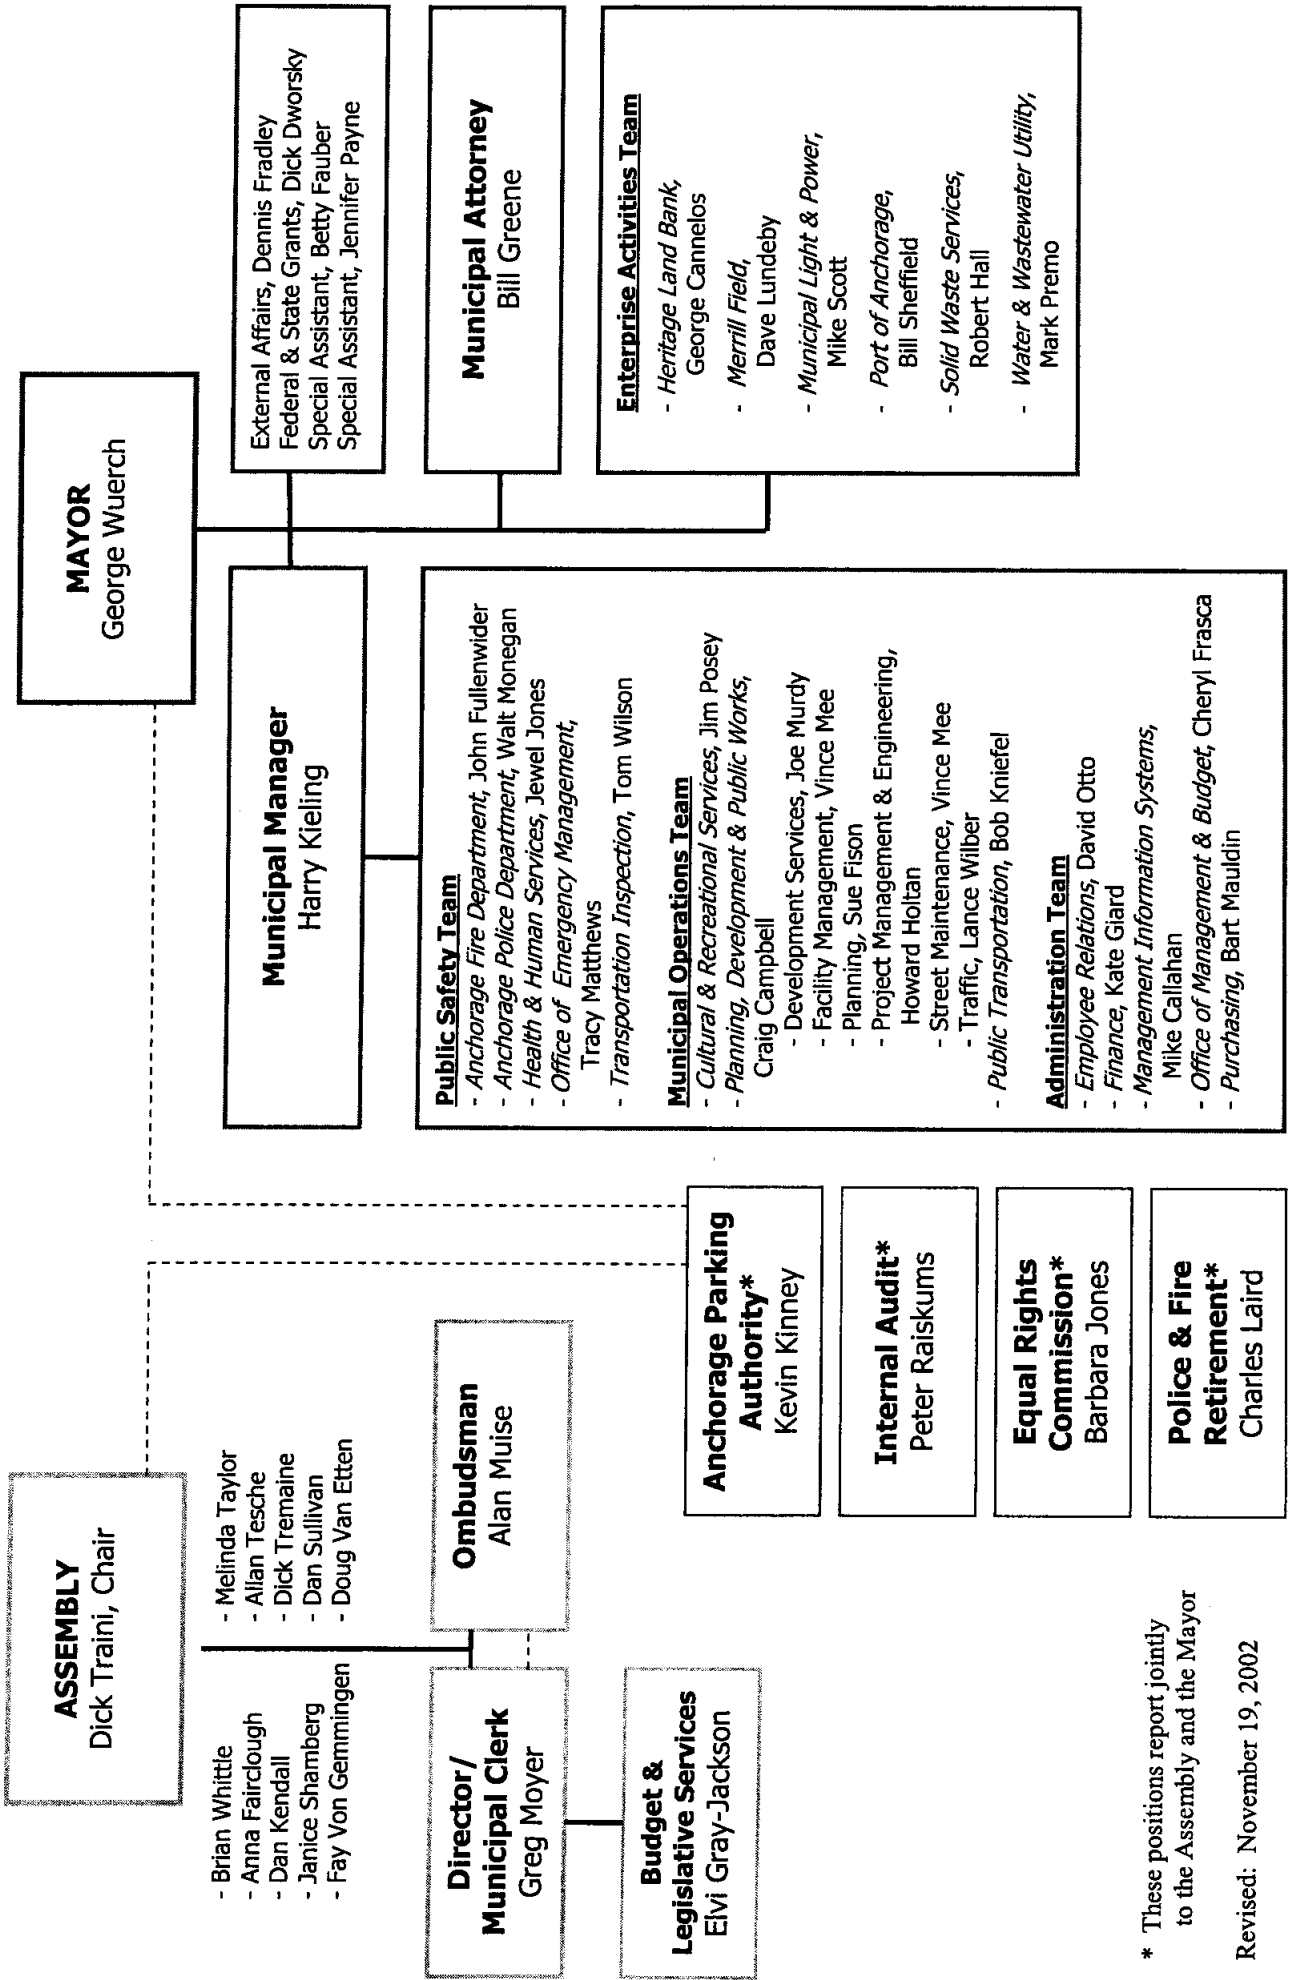 ASSEMBLY
Dick Traini, Chair
- Brian Whittle
- Anna Fairclough
- Dan Kendall
- Janice Shamberg
- Fay Von Gemmingen
- Melinda Taylor
- Allan Tesche
- Dick Tremaine
- Dan Sullivan
- Doug Van Etten
Director/
Municipal Clerk
Greg Moyer
Ombudsman
Alan Muise
Budget &
Legislative Services
Elvi Gray-Jackson
MAYOR
George Wuerch
Municipal Manager
Harry Kieling
External Affairs, Dennis Fradley
Federal & State Grants, Dick Dworsky
Special Assistant, Betty Fauber
Special Assistant, Jennifer Payne
Municipal Attorney
Bill Greene
Public Safety Team
- Anchorage Fire Department, John Fullenwider
- Anchorage Police Department, Walt Monegan
- Health & Human Services, Jewel Jones
- Office of Emergency Management,
Tracy Matthews
- Transportation Inspection, Tom Wilson
Municipal Operations Team
- Cultural & Recreational Services, Jim Posey
- Planning, Development & Public Works,
Craig Campbell
- Development Services, Joe Murdy
- Facility Management, Vince Mee
- Planning, Sue Fison
- Project Management & Engineering,
Howard Holtan
- Street Maintenance, Vince Mee
- Traffic, Lance Wilber
- Public Transportation, Bob Kniefel
Administration Team
- Employee Relations, David Otto
- Finance, Kate Giard
- Management Information Systems,
Mike Callahan
- Office of Management & Budget, Cheryl Frasca
- Purchasing, Bart Mauldin
Enterprise Activities Team
- Heritage Land Bank,
George Cannelos
- Merrill Field,
Dave Lundeby
- Municipal Light & Power,
Mike Scott
- Port of Anchorage,
Bill Sheffield
- Solid Waste Services,
Robert Hall
- Water & Wastewater Utility,
Mark Premo
Anchorage Parking
Authority*
Kevin Kinney
Internal Audit*
Peter Raiskums
Equal Rights
Commission*
Barbara Jones
Police & Fire
Retirement*
Charles Laird
* These positions report jointly
to the Assembly and the Mayor
Revised: November 19, 2002